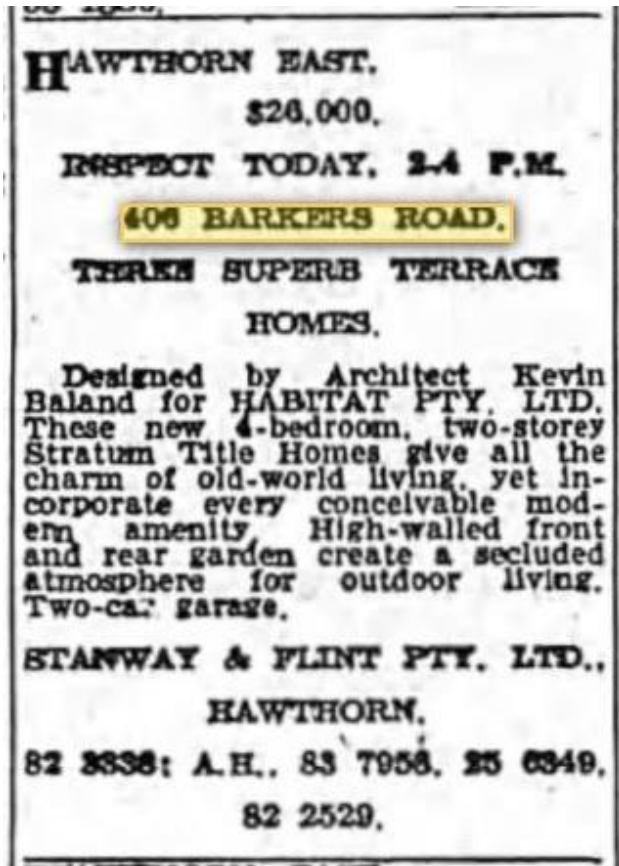 HAWTHORN EAST.
$26,000.
INSPECT TODAY, 2-4 P.M.
406 BARKERS ROAD.
THREE SUPERB TERRACE
HOMES.
Designed by Architect Kevin
Baland for HABITAT PTY. LTD.
These new 4-bedroom, two-storey
Stratum Title Homes give all the
charm of old-world living, yet in-
corporate every conceivable mod-
ern amenity. High-walled front
and rear garden create a secluded
atmosphere for outdoor living.
Two-car garage.
STANWAY & FLINT PTY. LTD.,
HAWTHORN.
82 3336; A.H., 83 7956, 25 6349,
82 2529.